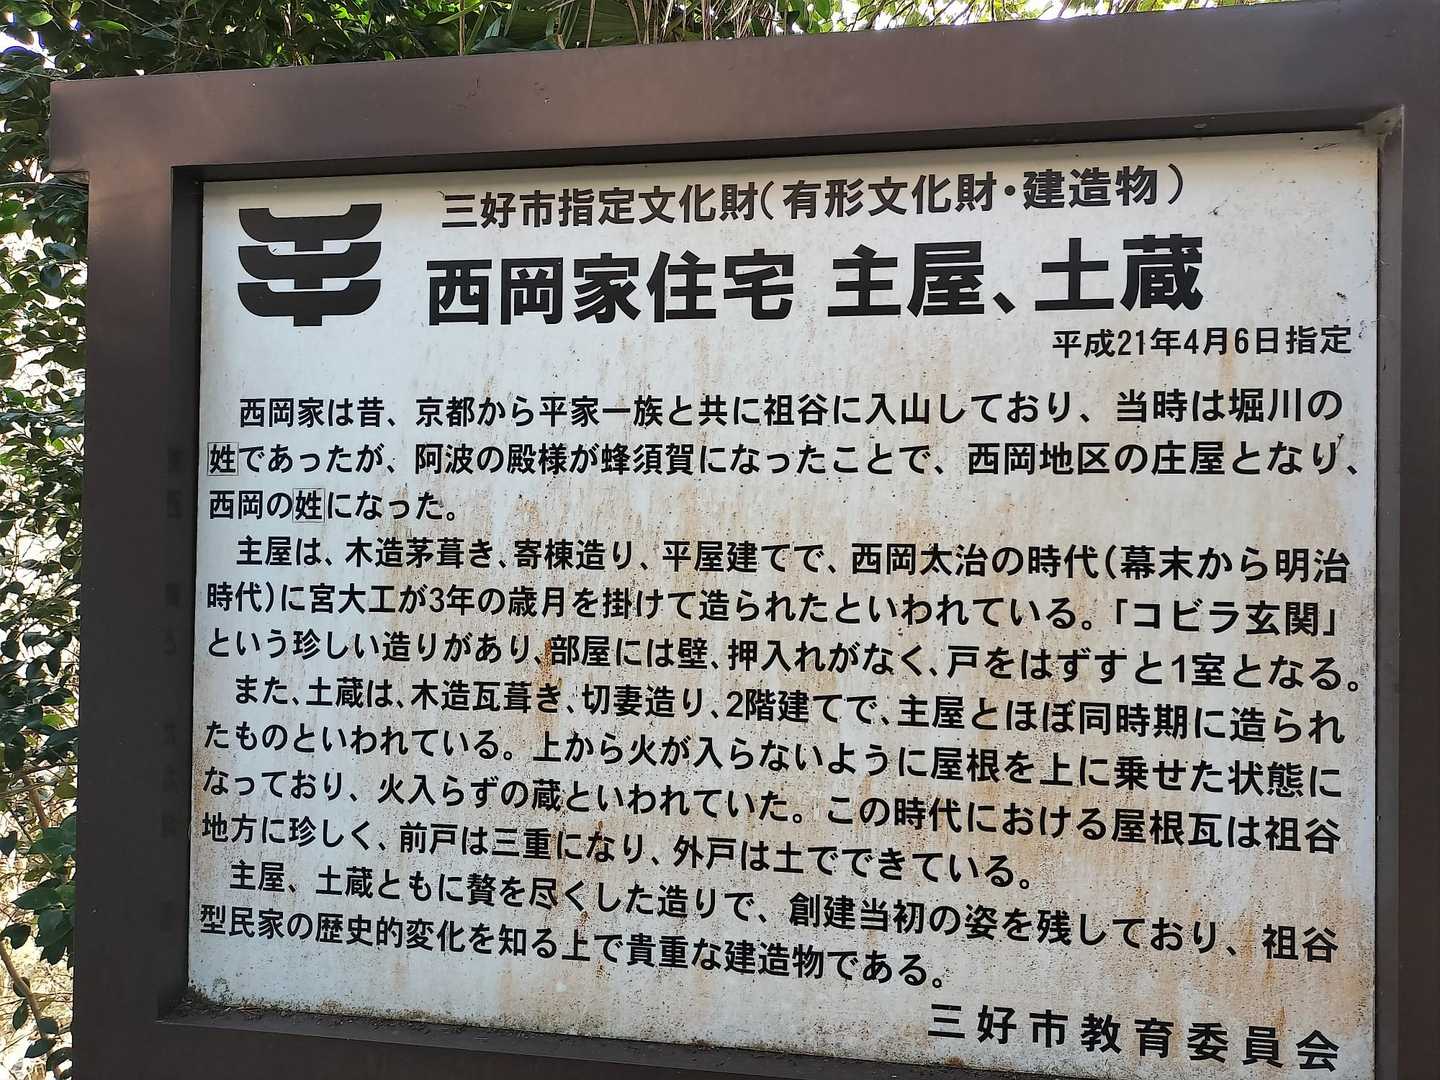 三好市指定文化財(有形文化財・建造物)
西岡家住宅 主屋、土蔵
平成21年4月6日指定
西岡家は昔、京都から平家一族と共に祖谷に入山しており、当時は堀川の
姓であったが、阿波の殿様が蜂須賀になったことで、西岡地区の庄屋となり、
西岡の姓になった。
主屋は、木造茅葺き、寄棟造り、平屋建てで、西岡太治の時代(幕末から明治
時代)に宮大工が3年の歳月を掛けて造られたといわれている。「コビラ玄関」
という珍しい造りがあり、部屋には壁、押入れがなく、戸をはずすと1室となる。
また、土蔵は、木造瓦葺き、切妻造り、2階建てで、主屋とほぼ同時期に造られ
たものといわれている。上から火が入らないように屋根を上に乗せた状態に
なっており、火入らずの蔵といわれていた。この時代における屋根瓦は祖谷
地方に珍しく、前戸は三重になり、外戸は土でできている。
主屋、土蔵ともに贅を尽くした造りで、創建当初の姿を残しており、祖谷
型民家の歴史的変化を知る上で貴重な建造物である。
三好市教育委員会